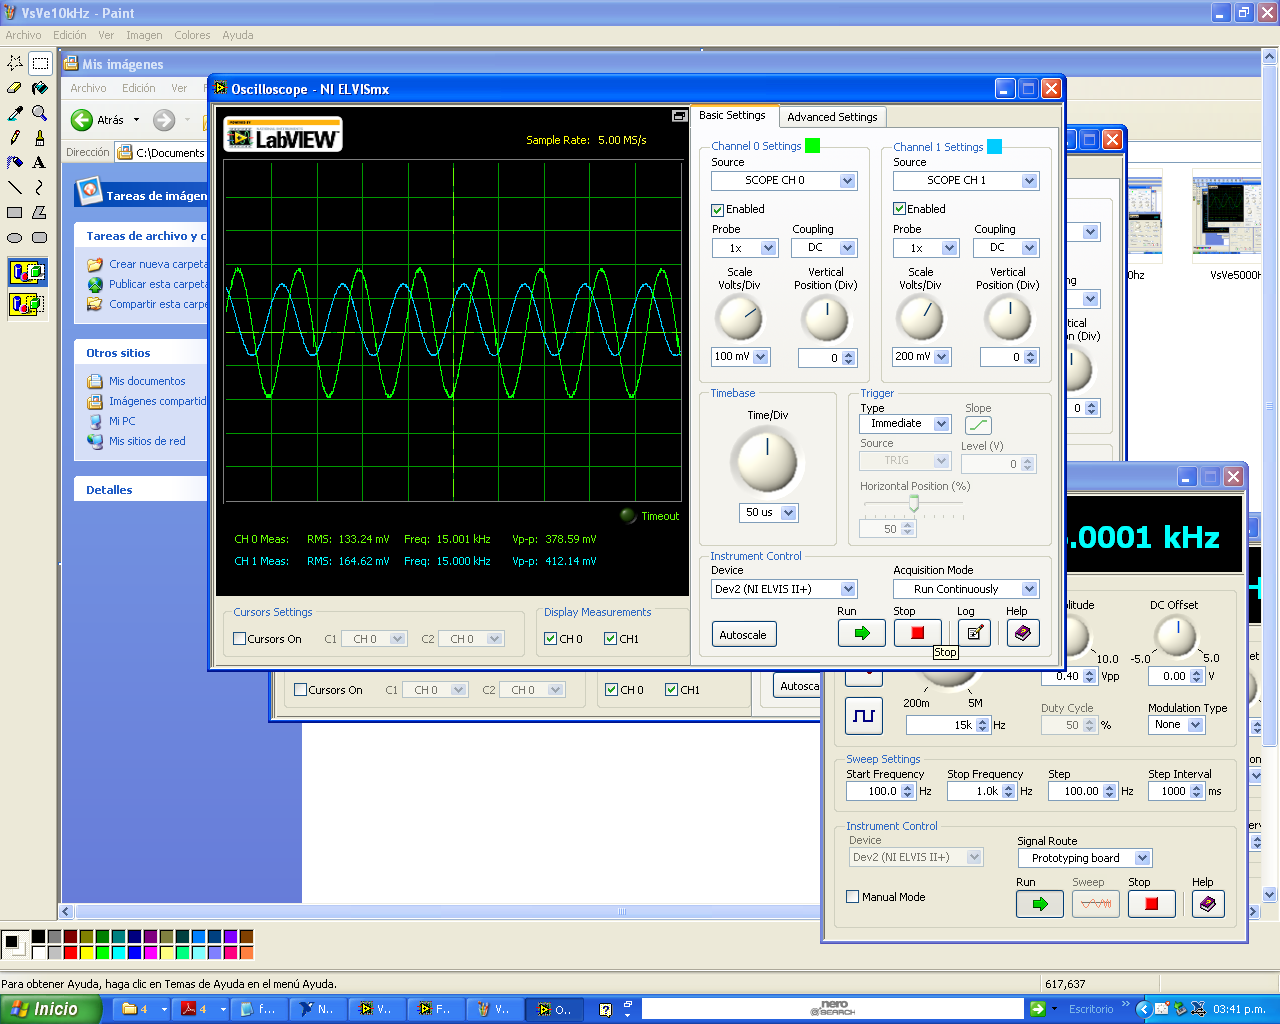 VsVe10kHz - Paint
Archivo Edición Ver Imagen Colores Ayuda
Mis imágenes
Archivo Edición Ver
Atrás
Dirección C:\Documents
Tareas de imágen
Tareas de archivo y c
Crear nueva carpeta
Publicar esta carpeta
Compartir esta carpe
Otros sitios
Mis documentos
Imágenes compartid
Mi PC
Mis sitios de red
Detalles
Oscilloscope - NI ELVISmx
POWERED BY
NATIONAL INSTRUMENTS
LabVIEW
Sample Rate: 5.00 MS/s
Timeout
CH 0 Meas: RMS: 133.24 mV Freq: 15.001 kHz Vp-p: 378.59 mV
CH 1 Meas: RMS: 164.62 mV Freq: 15.000 kHz Vp-p: 412.14 mV
Cursors Settings
Cursors On C1 CH 0 C2 CH 0
Display Measurements
CH 0 CH1
Basic Settings Advanced Settings
Channel 0 Settings
Source
SCOPE CH 0
Enabled
Probe Coupling
1x DC
Scale Vertical
Volts/Div Position (Div)
100 mV 0
Channel 1 Settings
Source
SCOPE CH 1
Enabled
Probe Coupling
1x DC
Scale Vertical
Volts/Div Position (Div)
200 mV 0
Timebase
Time/Div
50 us
Trigger
Type Slope
Immediate
Source Level (V)
TRIG 0
Horizontal Position (%)
50
Instrument Control
Device Acquisition Mode
Dev2 (NI ELVIS II+) Run Continuously
Run Stop Log Help
Autoscale
Stop
Cursors On C1 CH 0 C2 CH 0 CH 0 CH1 Autosca
0hz VsVe5000H
ng
tical
ion (Div)
0
.0001 kHz
plitude DC Offset
10.0 -5.0 5.0
0.40 Vpp 0.00 V
200m 5M
15k Hz
Duty Cycle
50 %
Modulation Type
None
Sweep Settings
Start Frequency Stop Frequency Step Step Interval
100.0 Hz 1.0k Hz 100.00 Hz 1000 ms
Instrument Control
Device Signal Route
Dev2 (NI ELVIS II+) Prototyping board
Manual Mode
Run Sweep Stop Help
Para obtener Ayuda, haga clic en Temas de Ayuda en el menú Ayuda. 617,637
Inicio 4 4 f... N... V... F... V... O... nero SEARCH Escritorio 03:41 p.m.